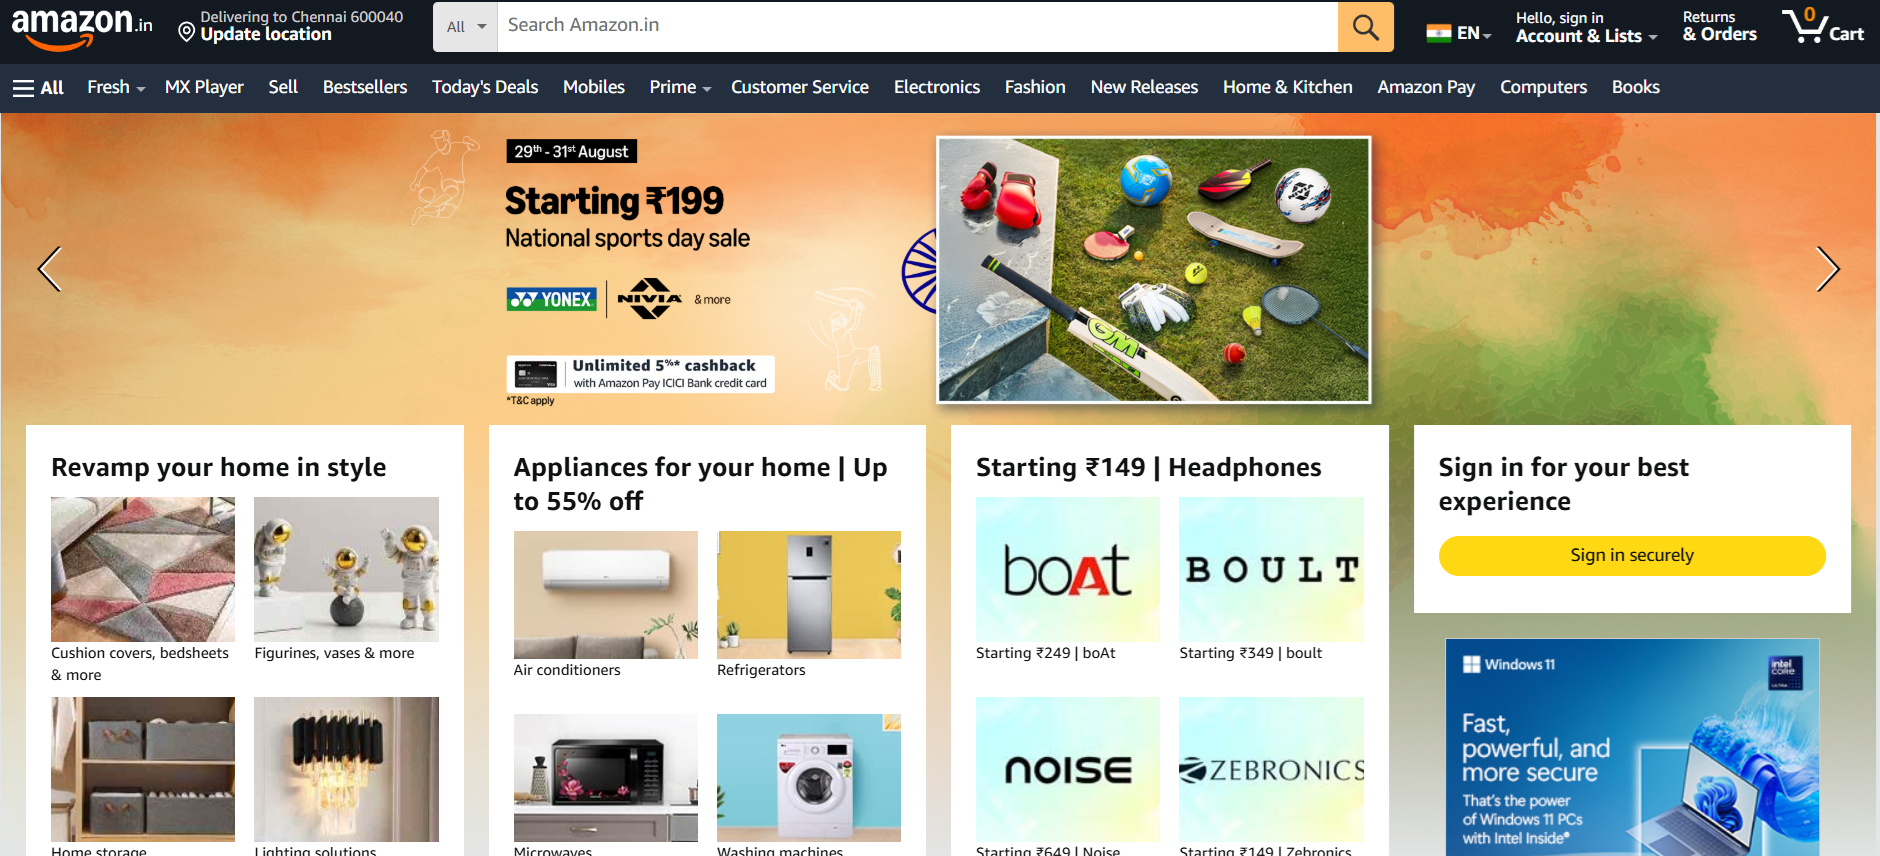 amazon.in
Delivering to Chennai 600040
Update location
All
Search Amazon.in
EN
Hello, sign in
Account & Lists
Returns
& Orders
0
Cart
All
Fresh
MX Player
Sell
Bestsellers
Today's Deals
Mobiles
Prime
Customer Service
Electronics
Fashion
New Releases
Home & Kitchen
Amazon Pay
Computers
Books
29th - 31st August
Starting ₹199
National sports day sale
YONEX
NIVIA
& more
Unlimited 5%* cashback
with Amazon Pay ICICI Bank credit card
*T&C apply
GM
Revamp your home in style
Cushion covers, bedsheets
& more
Figurines, vases & more
Home storage
Lighting solutions
Appliances for your home | Up
to 55% off
Air conditioners
Refrigerators
Microwaves
Washing machines
Starting ₹149 | Headphones
boAt
BOULT
Starting ₹249 | boAt
Starting ₹349 | boult
NOISE
ZEBRONICS
Starting ₹649 | Noise
Starting ₹149 | Zebronics
Sign in for your best
experience
Sign in securely
Windows 11
intel
CORE
ULTRA
Fast,
powerful, and
more secure
That's the power
of Windows 11 PCs
with Intel Inside®